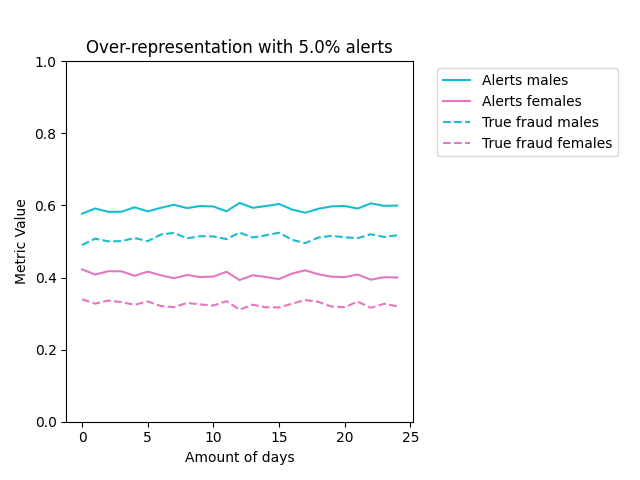 Over-representation with 5.0% alerts
1.0
0.8
0.6
0.4
0.2
0.0
Metric Value
0 5 10 15 20 25
Amount of days
Alerts males
Alerts females
True fraud males
True fraud females